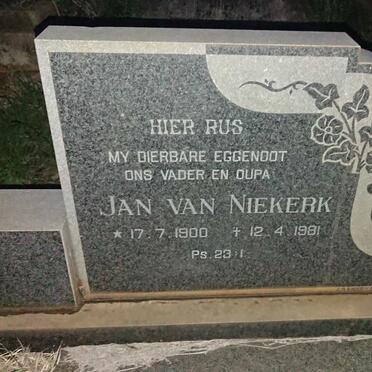 HIER RUS
MY DIERBARE EGGENOOT
ONS VADER EN OUPA
JAN VAN NIEKERK
* 17.7.1900 + 12.4.1981
Ps. 23:1